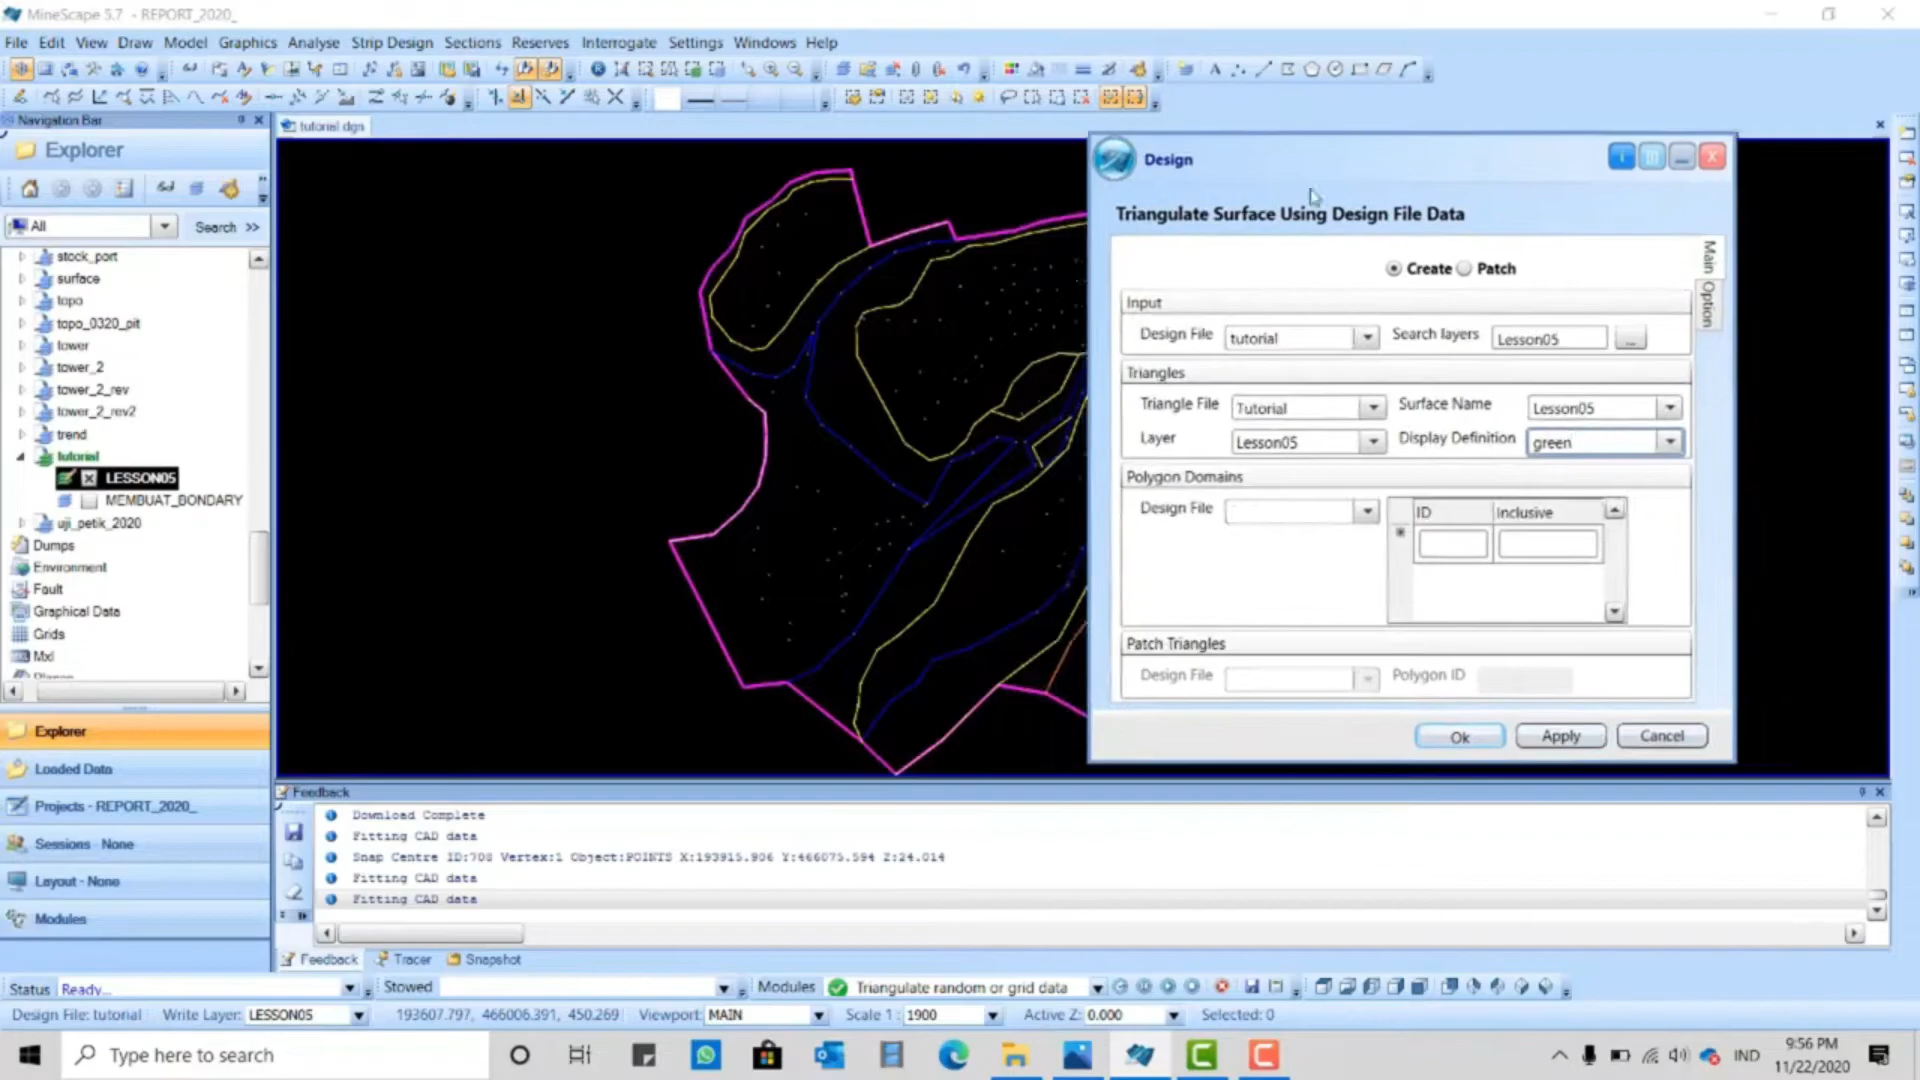 MineScape 5.7 - REPORT_2020_
File Edit View Draw Model Graphics Analyse Strip Design Sections Reserves Interrogate Settings Windows Help
Navigation Bar
tutorial.dgn
Explorer
All
Search >>
stock_port
surface
topo
topo_0320_pit
tower
tower_2
tower_2_rev
tower_2_rev2
trend
tutorial
LESSON05
MEMBUAT_BONDARY
uji_petik_2020
Dumps
Environment
Fault
Graphical Data
Grids
Mxl
Explorer
Loaded Data
Projects - REPORT_2020_
Sessions - None
Layout - None
Modules
Design
Triangulate Surface Using Design File Data
Main
Option
Create Patch
Input
Design File tutorial Search layers Lesson05 ...
Triangles
Triangle File Tutorial Surface Name Lesson05
Layer Lesson05 Display Definition green
Polygon Domains
Design File
ID Inclusive
Patch Triangles
Design File Polygon ID
Ok Apply Cancel
Feedback
Download Complete
Fitting CAD data
Snap Centre ID:708 Vertex:1 Object:POINTS X:193915.906 Y:466075.594 Z:24.014
Fitting CAD data
Fitting CAD data
Feedback Tracer Snapshot
Status Ready... Stowed Modules Triangulate random or grid data
Design File: tutorial Write Layer: LESSON05 193607.797, 466006.391, 450.269 Viewport: MAIN Scale 1: 1900 Active Z: 0.000 Selected: 0
Type here to search
IND
9:56 PM
11/22/2020